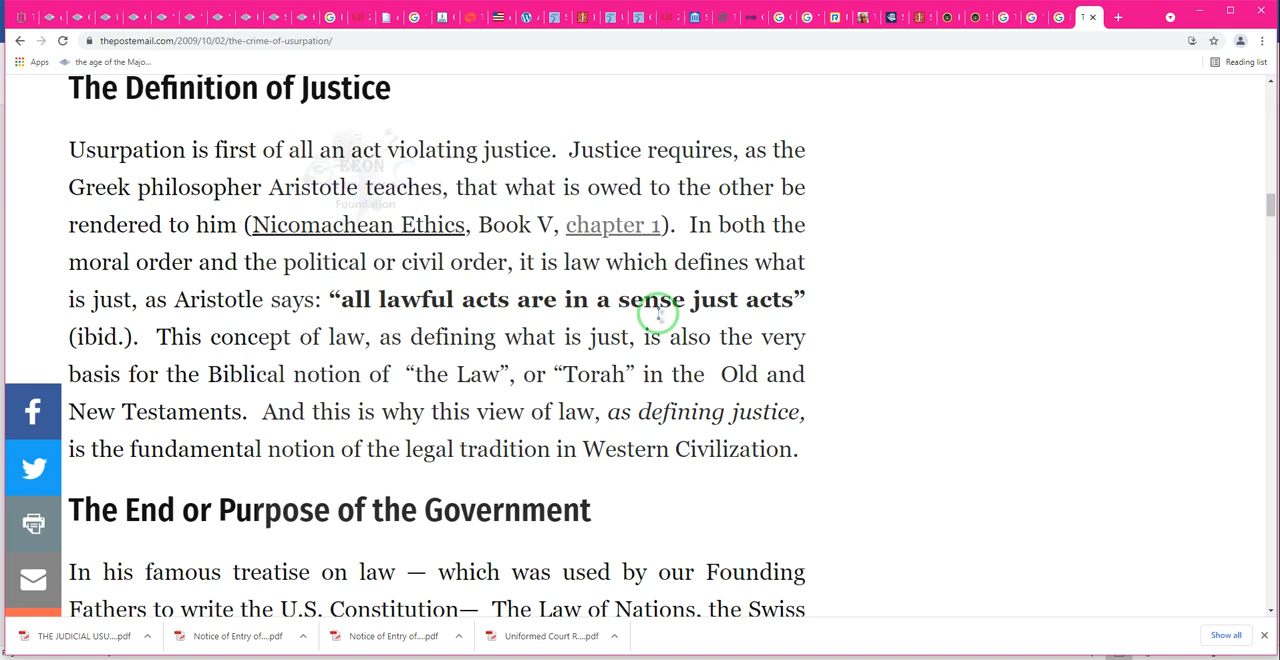 T
thepostemail.com/2009/10/02/the-crime-of-usurpation/
Apps the age of the Majo... Reading list
The Definition of Justice
Usurpation is first of all an act violating justice. Justice requires, as the
Greek philosopher Aristotle teaches, that what is owed to the other be
rendered to him (Nicomachean Ethics, Book V, chapter 1). In both the
moral order and the political or civil order, it is law which defines what
is just, as Aristotle says: “all lawful acts are in a sense just acts”
(ibid.). This concept of law, as defining what is just, is also the very
basis for the Biblical notion of “the Law”, or “Torah” in the Old and
New Testaments. And this is why this view of law, as defining justice,
is the fundamental notion of the legal tradition in Western Civilization.
The End or Purpose of the Government
In his famous treatise on law — which was used by our Founding
Fathers to write the U.S. Constitution— The Law of Nations, the Swiss
THE JUDICIAL USU....pdf Notice of Entry of....pdf Notice of Entry of....pdf Uniformed Court R....pdf Show all
Foundation